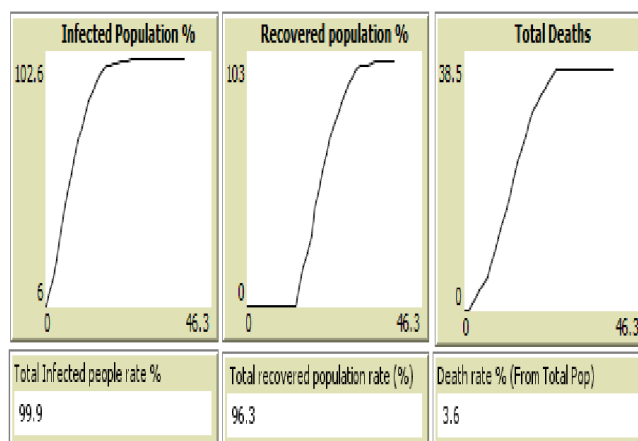 Infected Population %
102.6
6
0
46.3
Recovered population %
103
0
0
46.3
Total Deaths
38.5
0
0
46.3
Total Infected people rate %
99.9
Total recovered population rate (%)
96.3
Death rate % (From Total Pop)
3.6